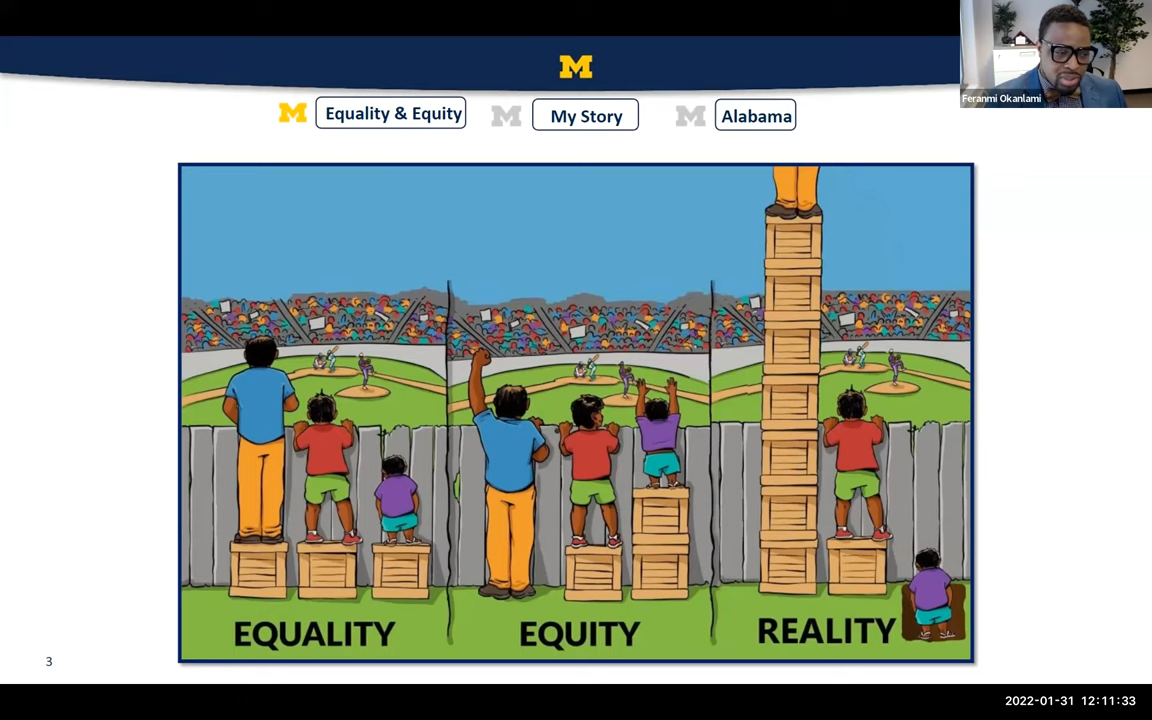 M
Feranmi Okanlami
M Equality & Equity M My Story M Alabama
EQUALITY EQUITY REALITY
3
2022-01-31 12:11:33